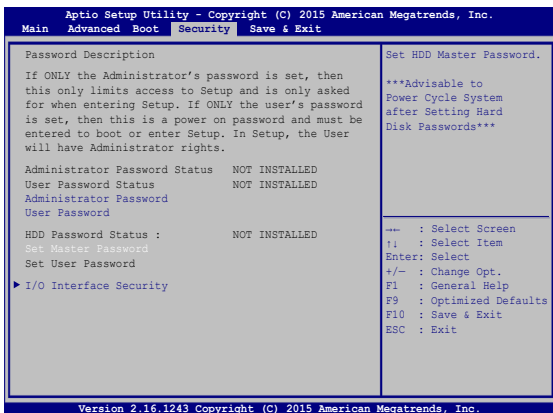 Aptio Setup Utility - Copyright (C) 2015 American Megatrends, Inc.
Main Advanced Boot Security Save & Exit
Password Description
If ONLY the Administrator's password is set, then
this only limits access to Setup and is only asked
for when entering Setup. If ONLY the user's password
is set, then this is a power on password and must be
entered to boot or enter Setup. In Setup, the User
will have Administrator rights.
Administrator Password Status NOT INSTALLED
User Password Status NOT INSTALLED
Administrator Password
User Password
HDD Password Status : NOT INSTALLED
Set Master Password
Set User Password
▶ I/O Interface Security
Set HDD Master Password.
***Advisable to
Power Cycle System
after Setting Hard
Disk Passwords***
→← : Select Screen
↑↓ : Select Item
Enter: Select
+/— : Change Opt.
F1 : General Help
F9 : Optimized Defaults
F10 : Save & Exit
ESC : Exit
Version 2.16.1243 Copyright (C) 2015 American Megatrends, Inc.